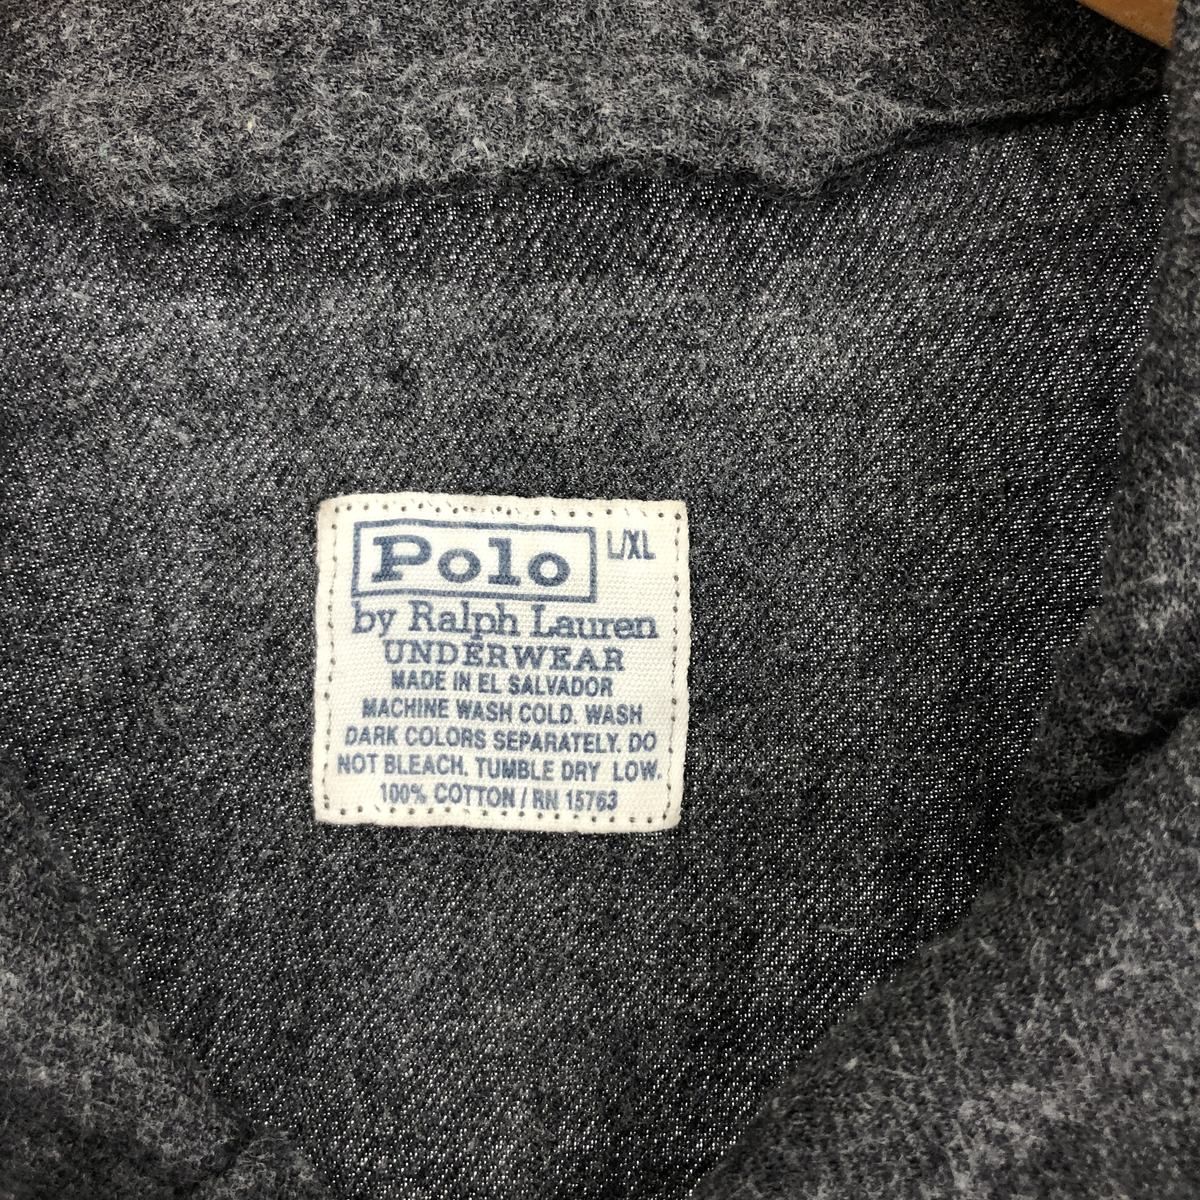 Polo L/XL
by Ralph Lauren
UNDERWEAR
MADE IN EL SALVADOR
MACHINE WASH COLD. WASH
DARK COLORS SEPARATELY. DO
NOT BLEACH. TUMBLE DRY LOW.
100% COTTON / RN 15763